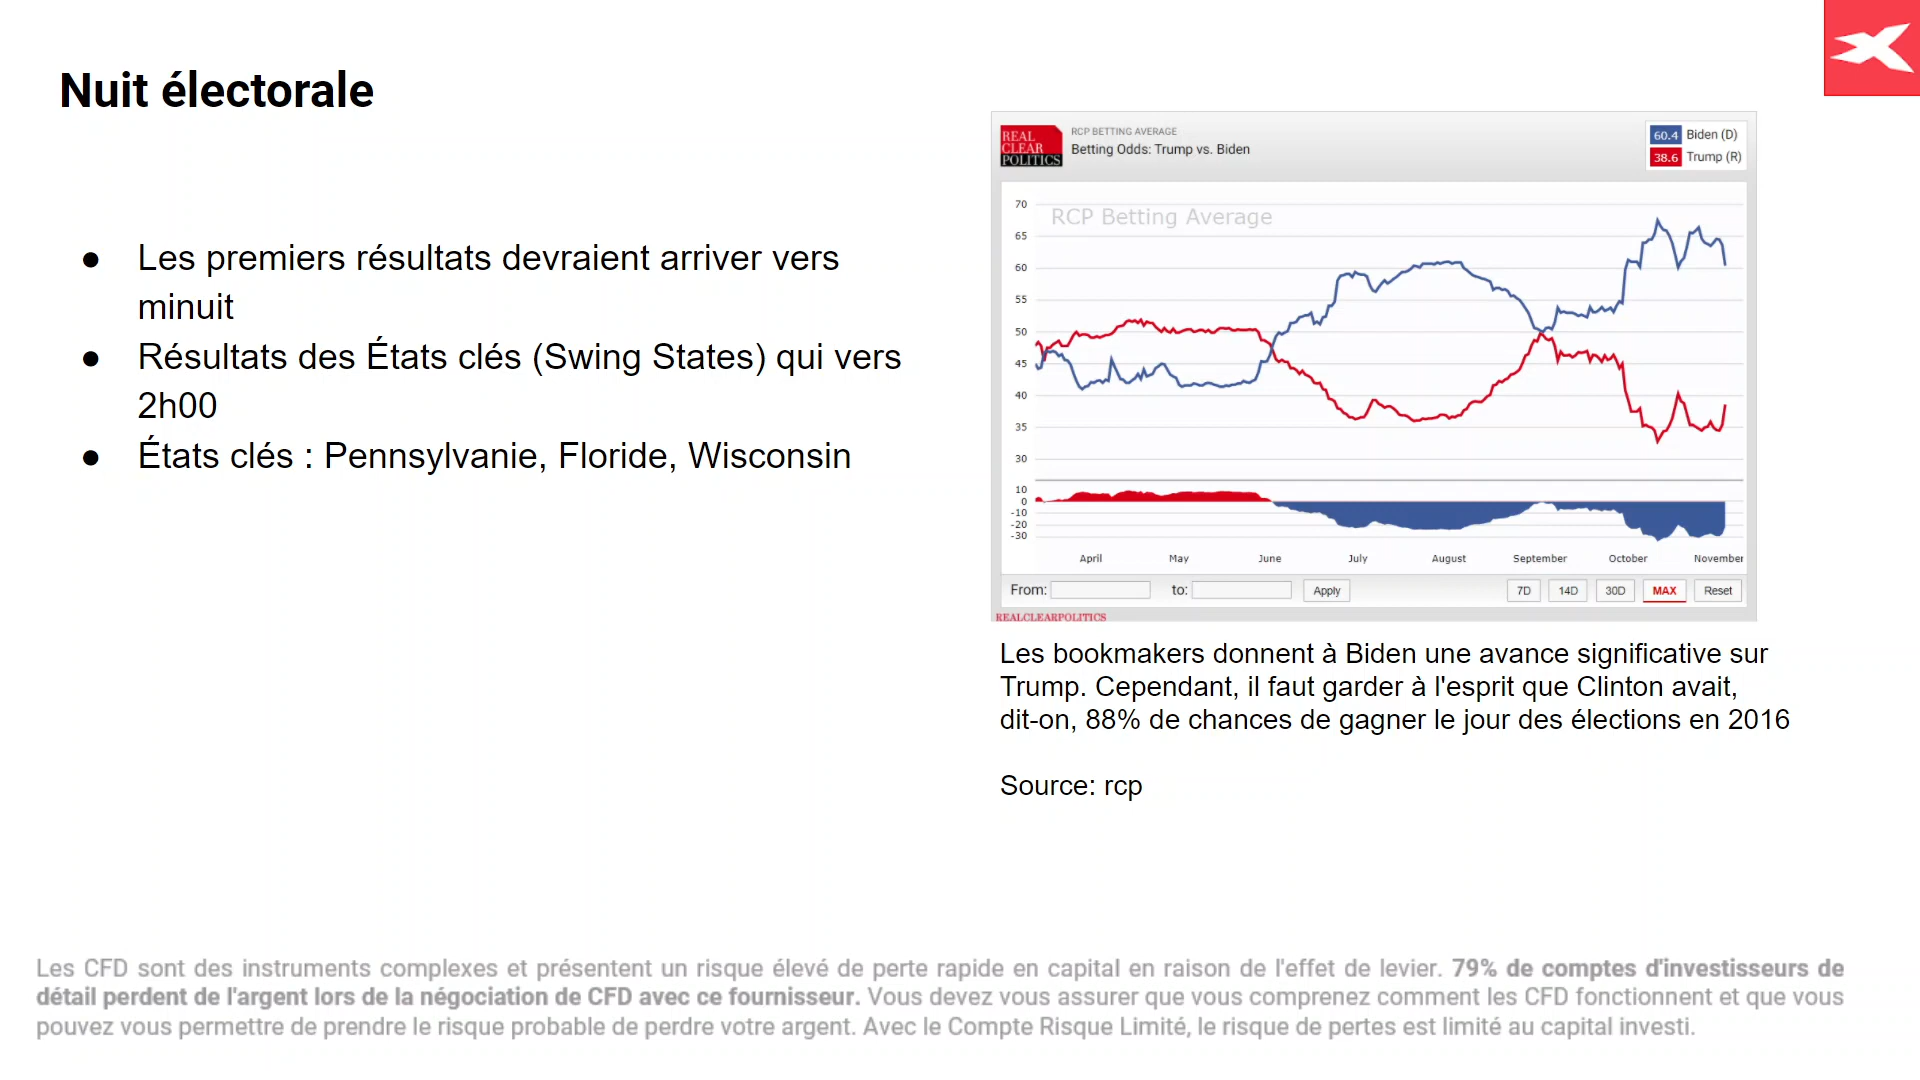 Nuit électorale
● Les premiers résultats devraient arriver vers
minuit
● Résultats des États clés (Swing States) qui vers
2h00
● États clés : Pennsylvanie, Floride, Wisconsin
REAL
CLEAR
POLITICS
RCP BETTING AVERAGE
Betting Odds: Trump vs. Biden
60.4 Biden (D)
38.6 Trump (R)
RCP Betting Average
70
65
60
55
50
45
40
35
30
10
0
-10
-20
-30
April May June July August September October November
From: to: Apply 7D 14D 30D MAX Reset
REALCLEARPOLITICS
Les bookmakers donnent à Biden une avance significative sur
Trump. Cependant, il faut garder à l'esprit que Clinton avait,
dit-on, 88% de chances de gagner le jour des élections en 2016
Source: rcp
Les CFD sont des instruments complexes et présentent un risque élevé de perte rapide en capital en raison de l'effet de levier. 79% de comptes d'investisseurs de
détail perdent de l'argent lors de la négociation de CFD avec ce fournisseur. Vous devez vous assurer que vous comprenez comment les CFD fonctionnent et que vous
pouvez vous permettre de prendre le risque probable de perdre votre argent. Avec le Compte Risque Limité, le risque de pertes est limité au capital investi.